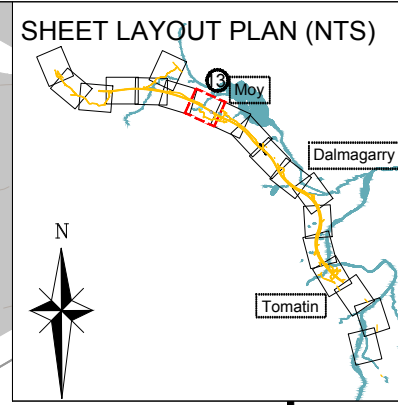 SHEET LAYOUT PLAN (NTS)
13
Moy
Dalmagarry
N
Tomatin